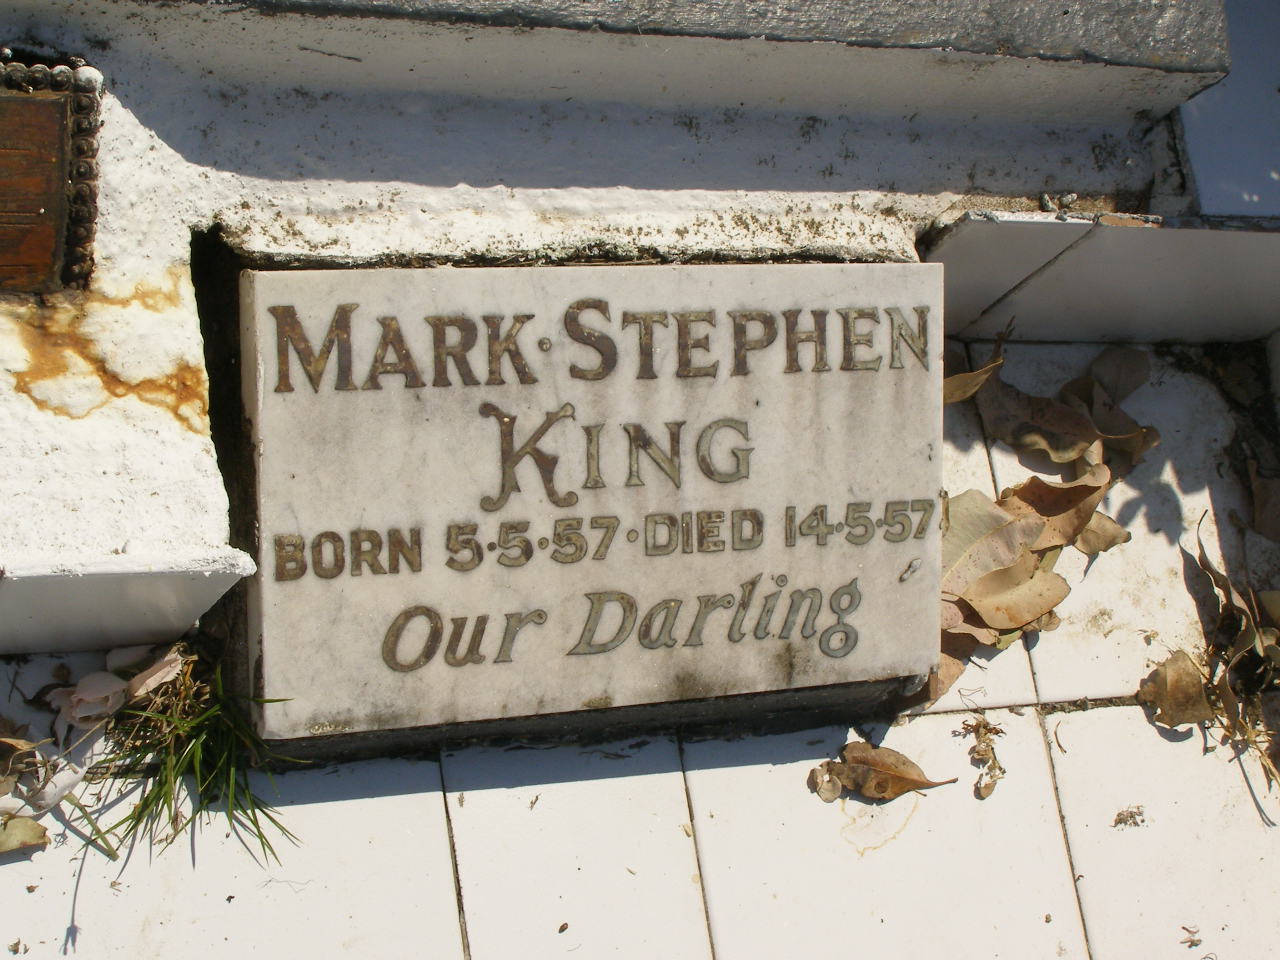 MARK·STEPHEN
KING
BORN 5·5·57·DIED 14·5·57
Our Darling